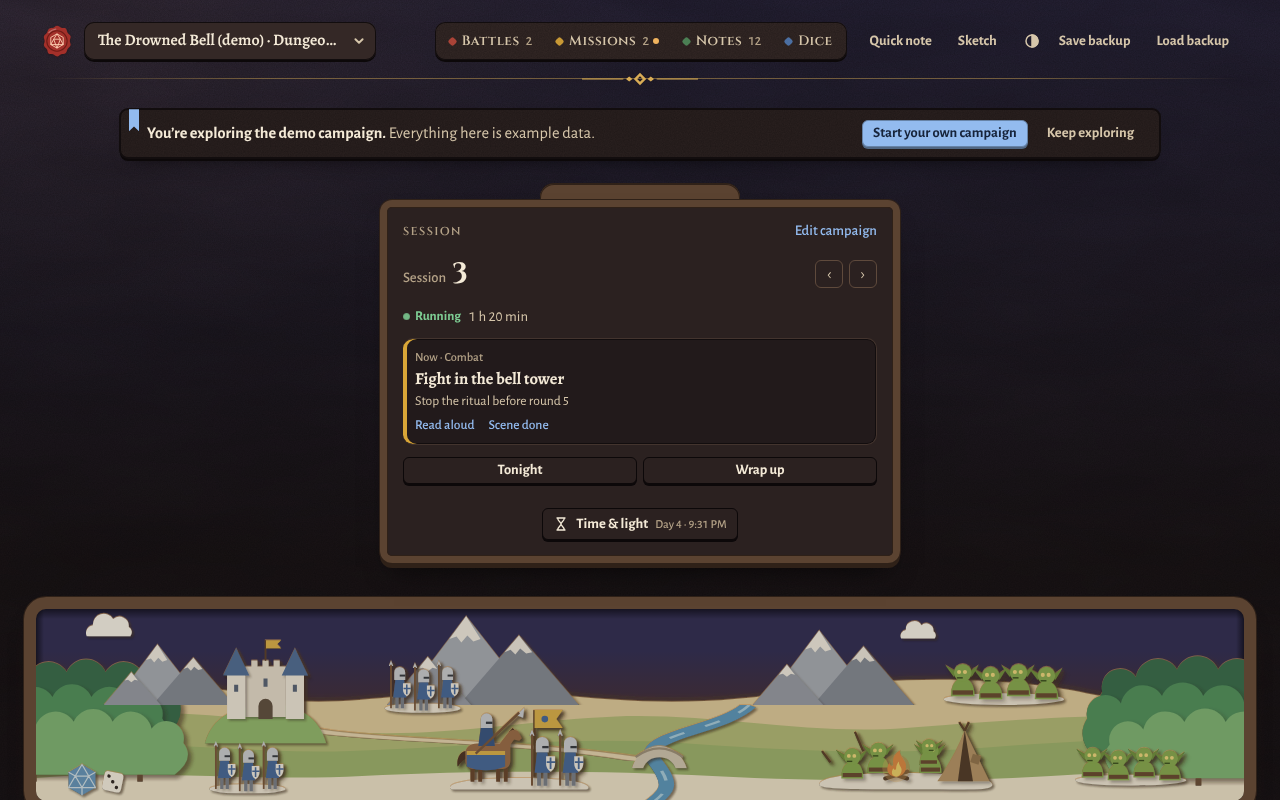 The Drowned Bell (demo) · Dungeo...
BATTLES 2
MISSIONS 2
NOTES 12
DICE
Quick note
Sketch
Save backup
Load backup
You're exploring the demo campaign. Everything here is example data.
Start your own campaign
Keep exploring
SESSION
Edit campaign
Session 3
‹ ›
Running 1 h 20 min
Now · Combat
Fight in the bell tower
Stop the ritual before round 5
Read aloud Scene done
Tonight
Wrap up
Time & light Day 4 · 9:31 PM